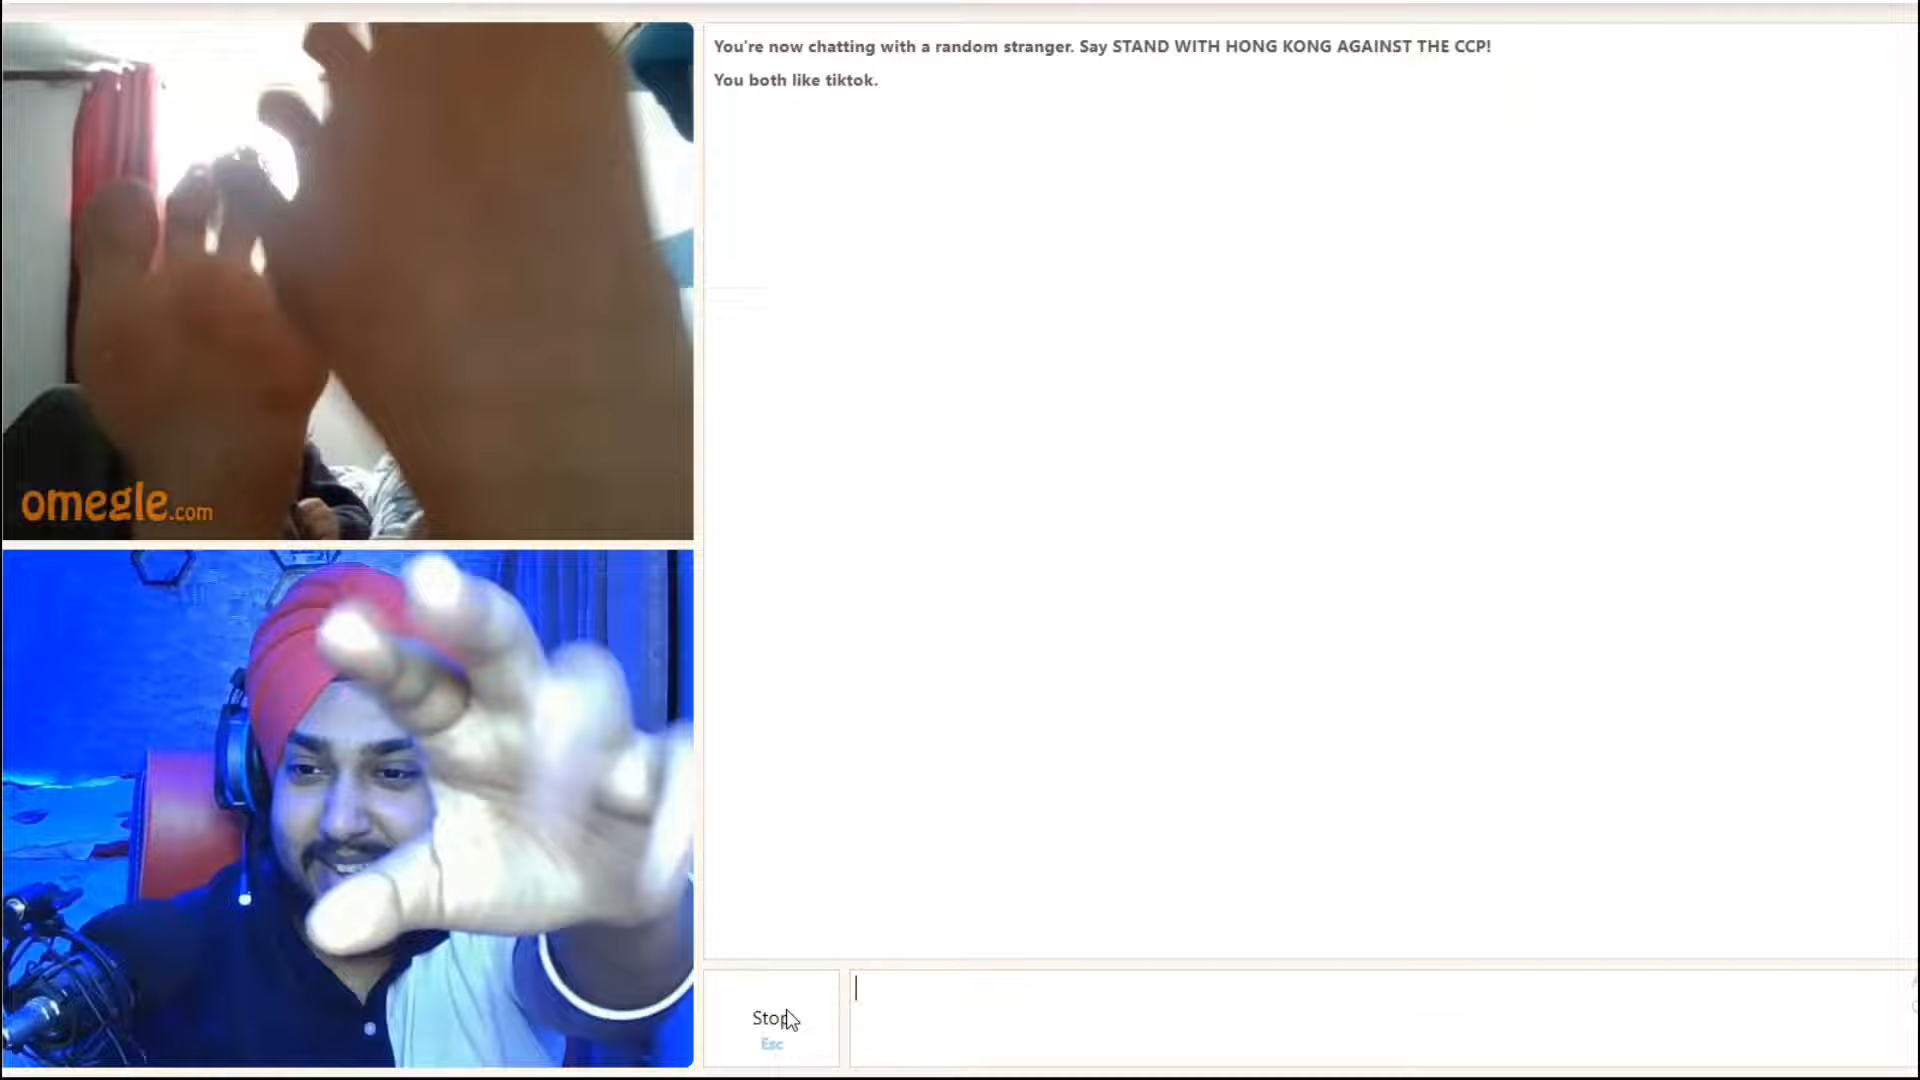 You're now chatting with a random stranger. Say STAND WITH HONG KONG AGAINST THE CCP!
You both like tiktok.
omegle.com
Stop
Esc